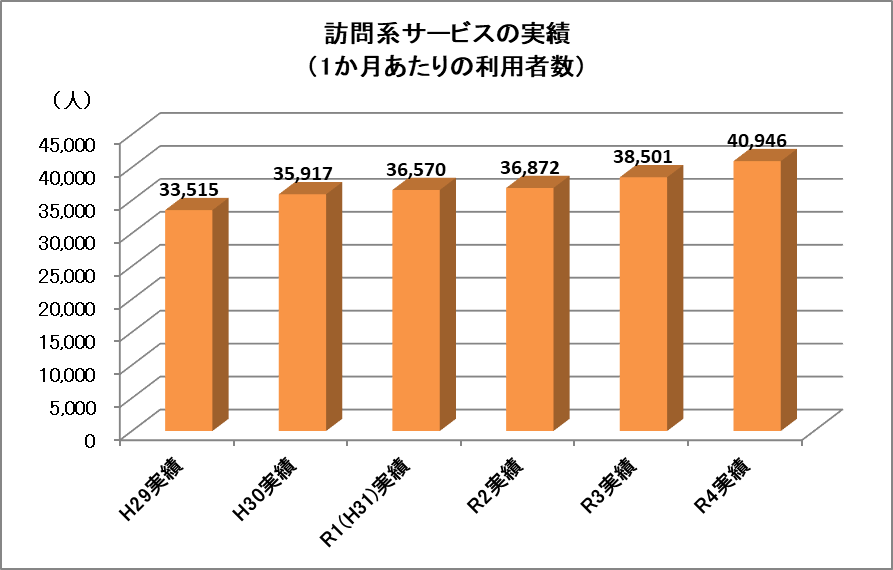 訪問系サービスの実績
（1か月あたりの利用者数）
（人）
45,000
40,000
35,000
30,000
25,000
20,000
15,000
10,000
5,000
0
33,515
35,917
36,570
36,872
38,501
40,946
H29実績
H30実績
R1(H31)実績
R2実績
R3実績
R4実績